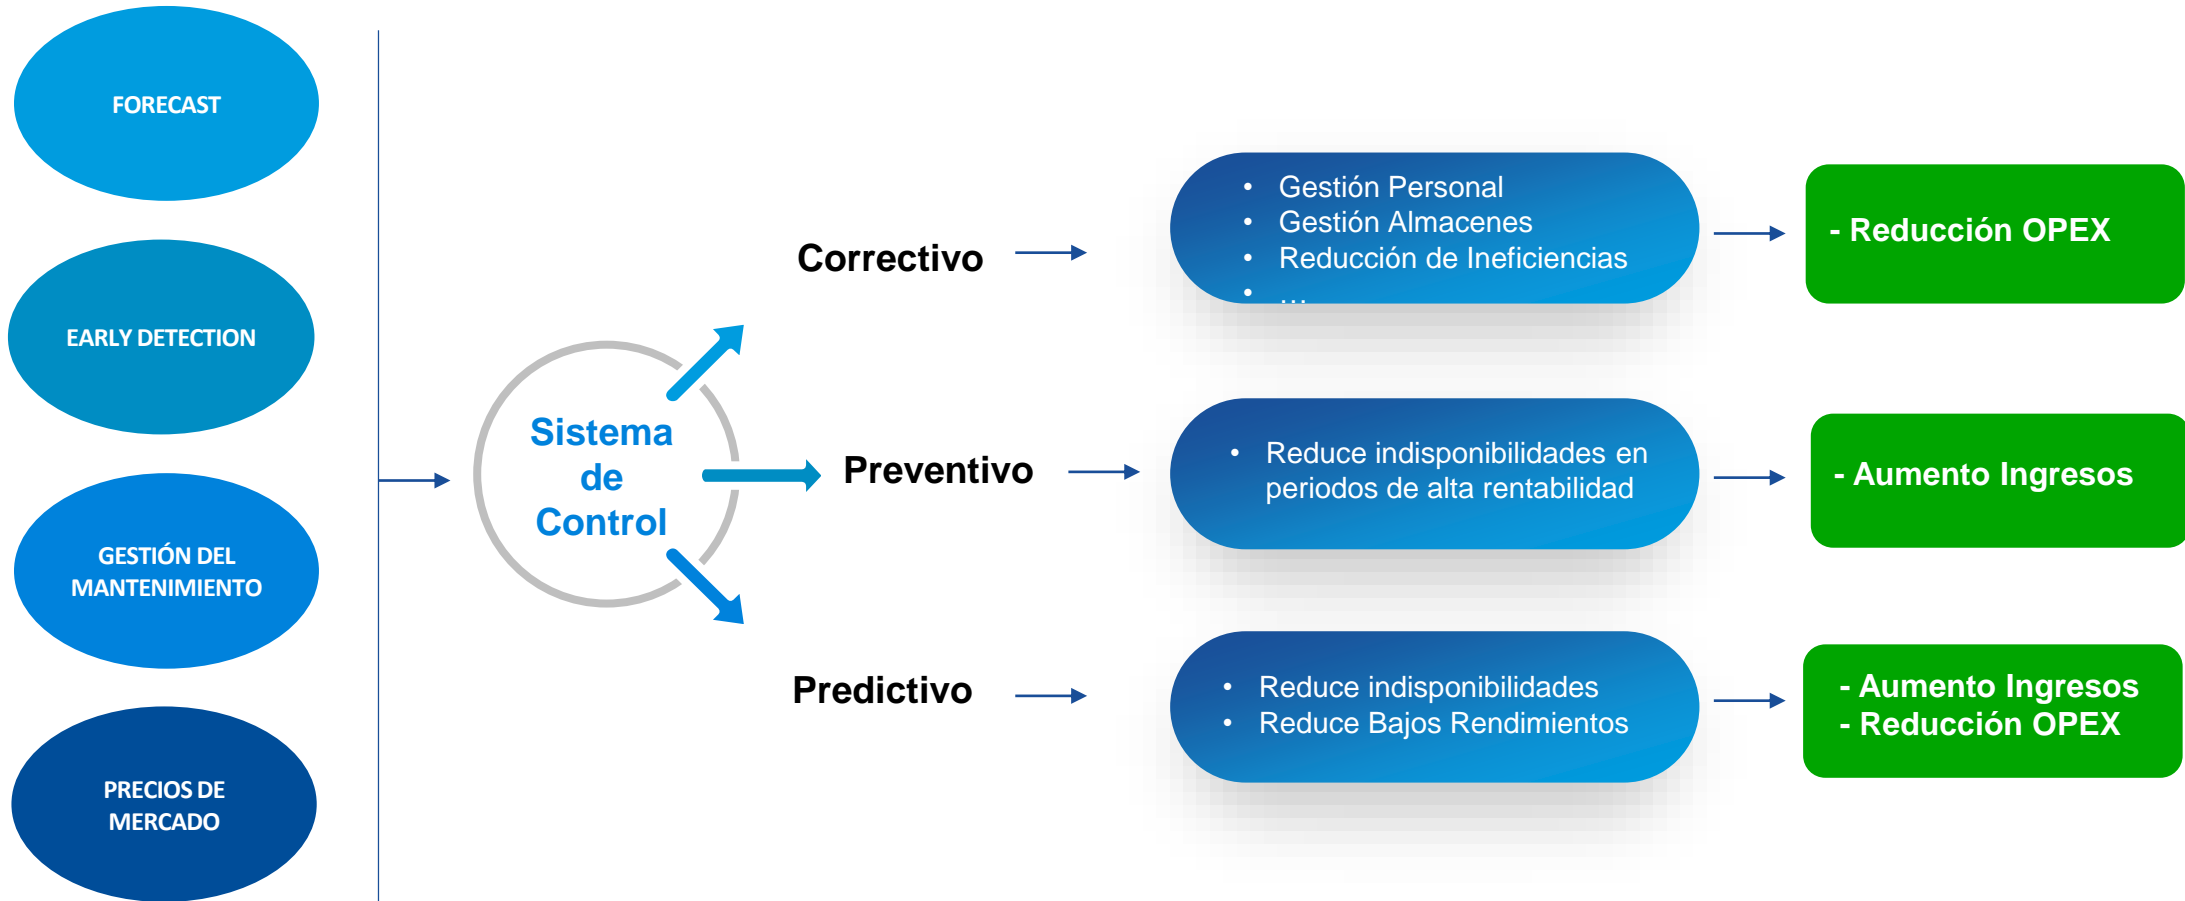 FORECAST
EARLY DETECTION
GESTIÓN DEL
MANTENIMIENTO
PRECIOS DE
MERCADO
Sistema
de
Control
Correctivo
• Gestión Personal
• Gestión Almacenes
• Reducción de Ineficiencias
• ...
- Reducción OPEX
Preventivo
• Reduce indisponibilidades en
periodos de alta rentabilidad
- Aumento Ingresos
Predictivo
• Reduce indisponibilidades
• Reduce Bajos Rendimientos
- Aumento Ingresos
- Reducción OPEX